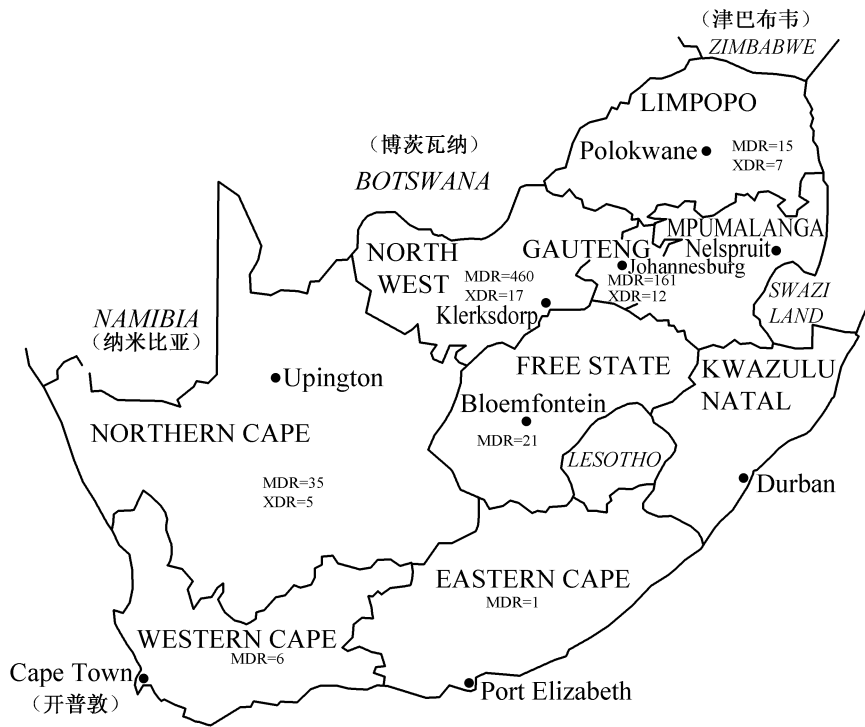 （津巴布韦）
ZIMBABWE
LIMPOPO
Polokwane
MDR=15
XDR=7
（博茨瓦纳）
BOTSWANA
MPUMALANGA
Nelspruit
GAUTENG
Johannesburg
MDR=161
XDR=12
NORTH
WEST
MDR=460
XDR=17
Klerksdorp
SWAZI
LAND
NAMIBIA
（纳米比亚）
Upington
FREE STATE
KWAZULU
NATAL
Bloemfontein
MDR=21
NORTHERN CAPE
LESOTHO
MDR=35
XDR=5
Durban
EASTERN CAPE
MDR=1
WESTERN CAPE
MDR=6
Cape Town
（开普敦）
Port Elizabeth